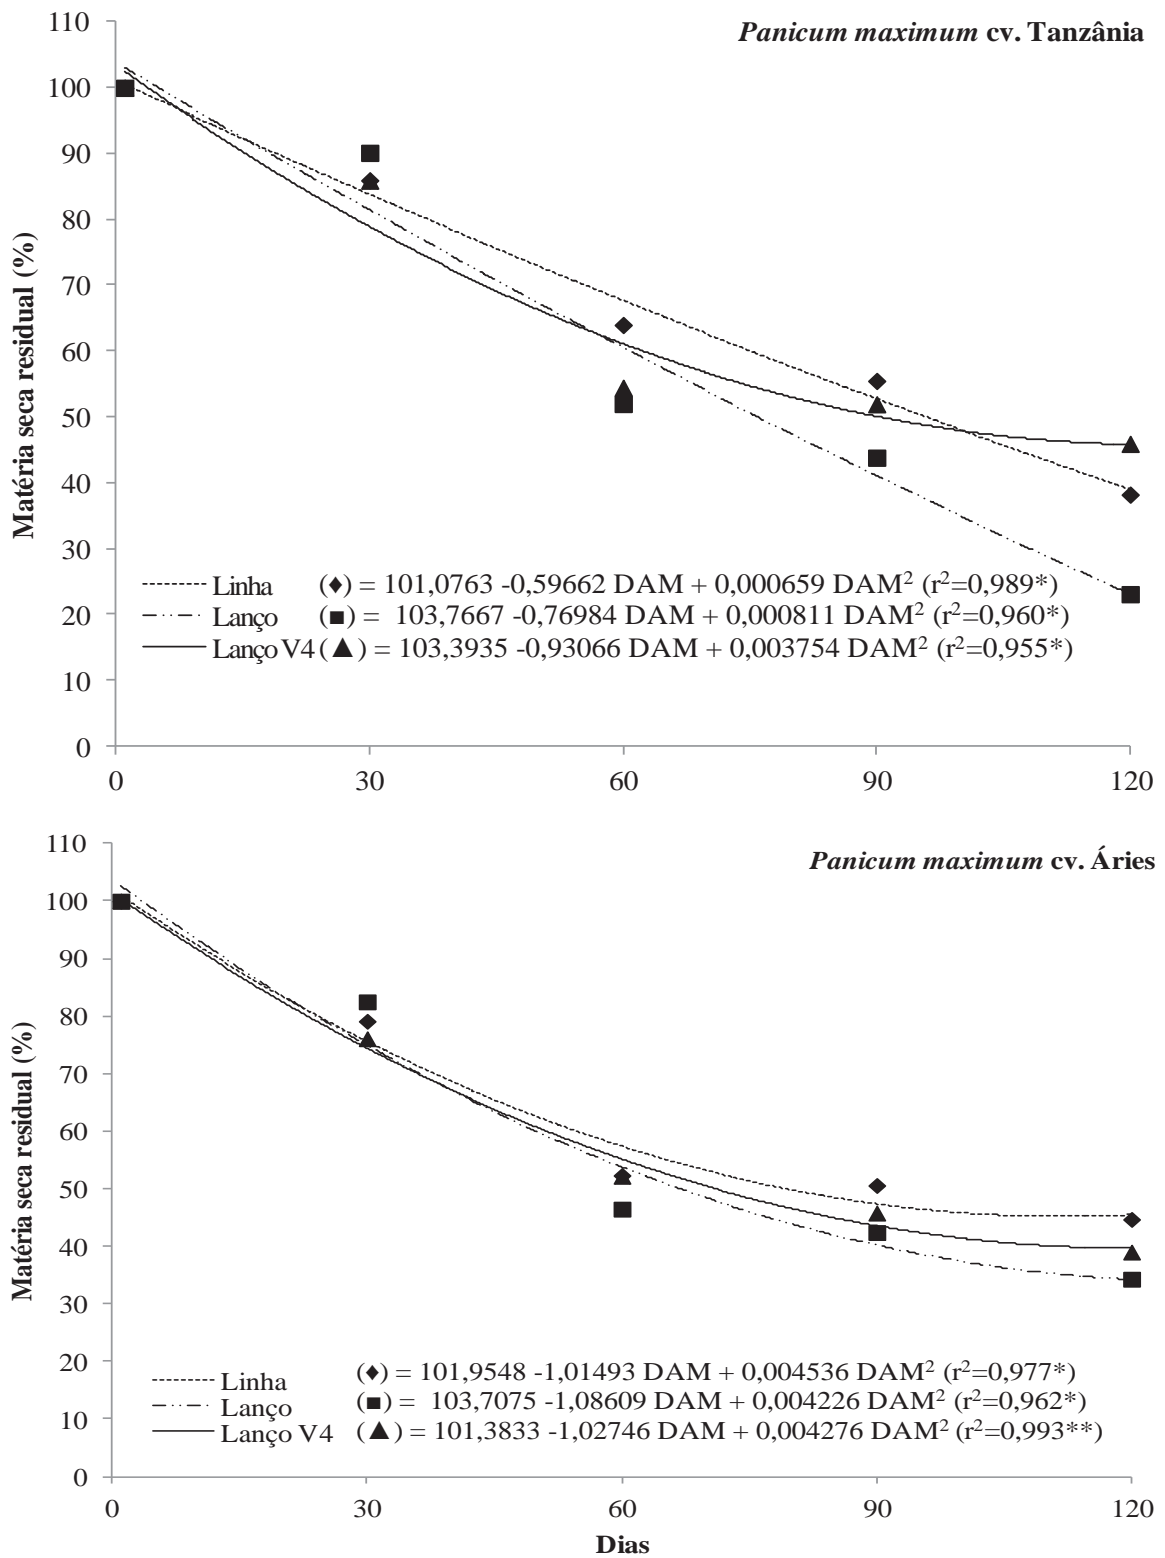 Panicum maximum cv. Tanzânia
Matéria seca residual (%)
110
100
90
80
70
60
50
40
30
20
10
0
Linha (♦) = 101,0763 -0,59662 DAM + 0,000659 DAM² (r²=0,989*)
Lanço (■) = 103,7667 -0,76984 DAM + 0,000811 DAM² (r²=0,960*)
Lanço V4 (▲) = 103,3935 -0,93066 DAM + 0,003754 DAM² (r²=0,955*)
0 30 60 90 120
Panicum maximum cv. Áries
Matéria seca residual (%)
110
100
90
80
70
60
50
40
30
20
10
0
Linha (♦) = 101,9548 -1,01493 DAM + 0,004536 DAM² (r²=0,977*)
Lanço (■) = 103,7075 -1,08609 DAM + 0,004226 DAM² (r²=0,962*)
Lanço V4 (▲) = 101,3833 -1,02746 DAM + 0,004276 DAM² (r²=0,993**)
0 30 60 90 120
Dias